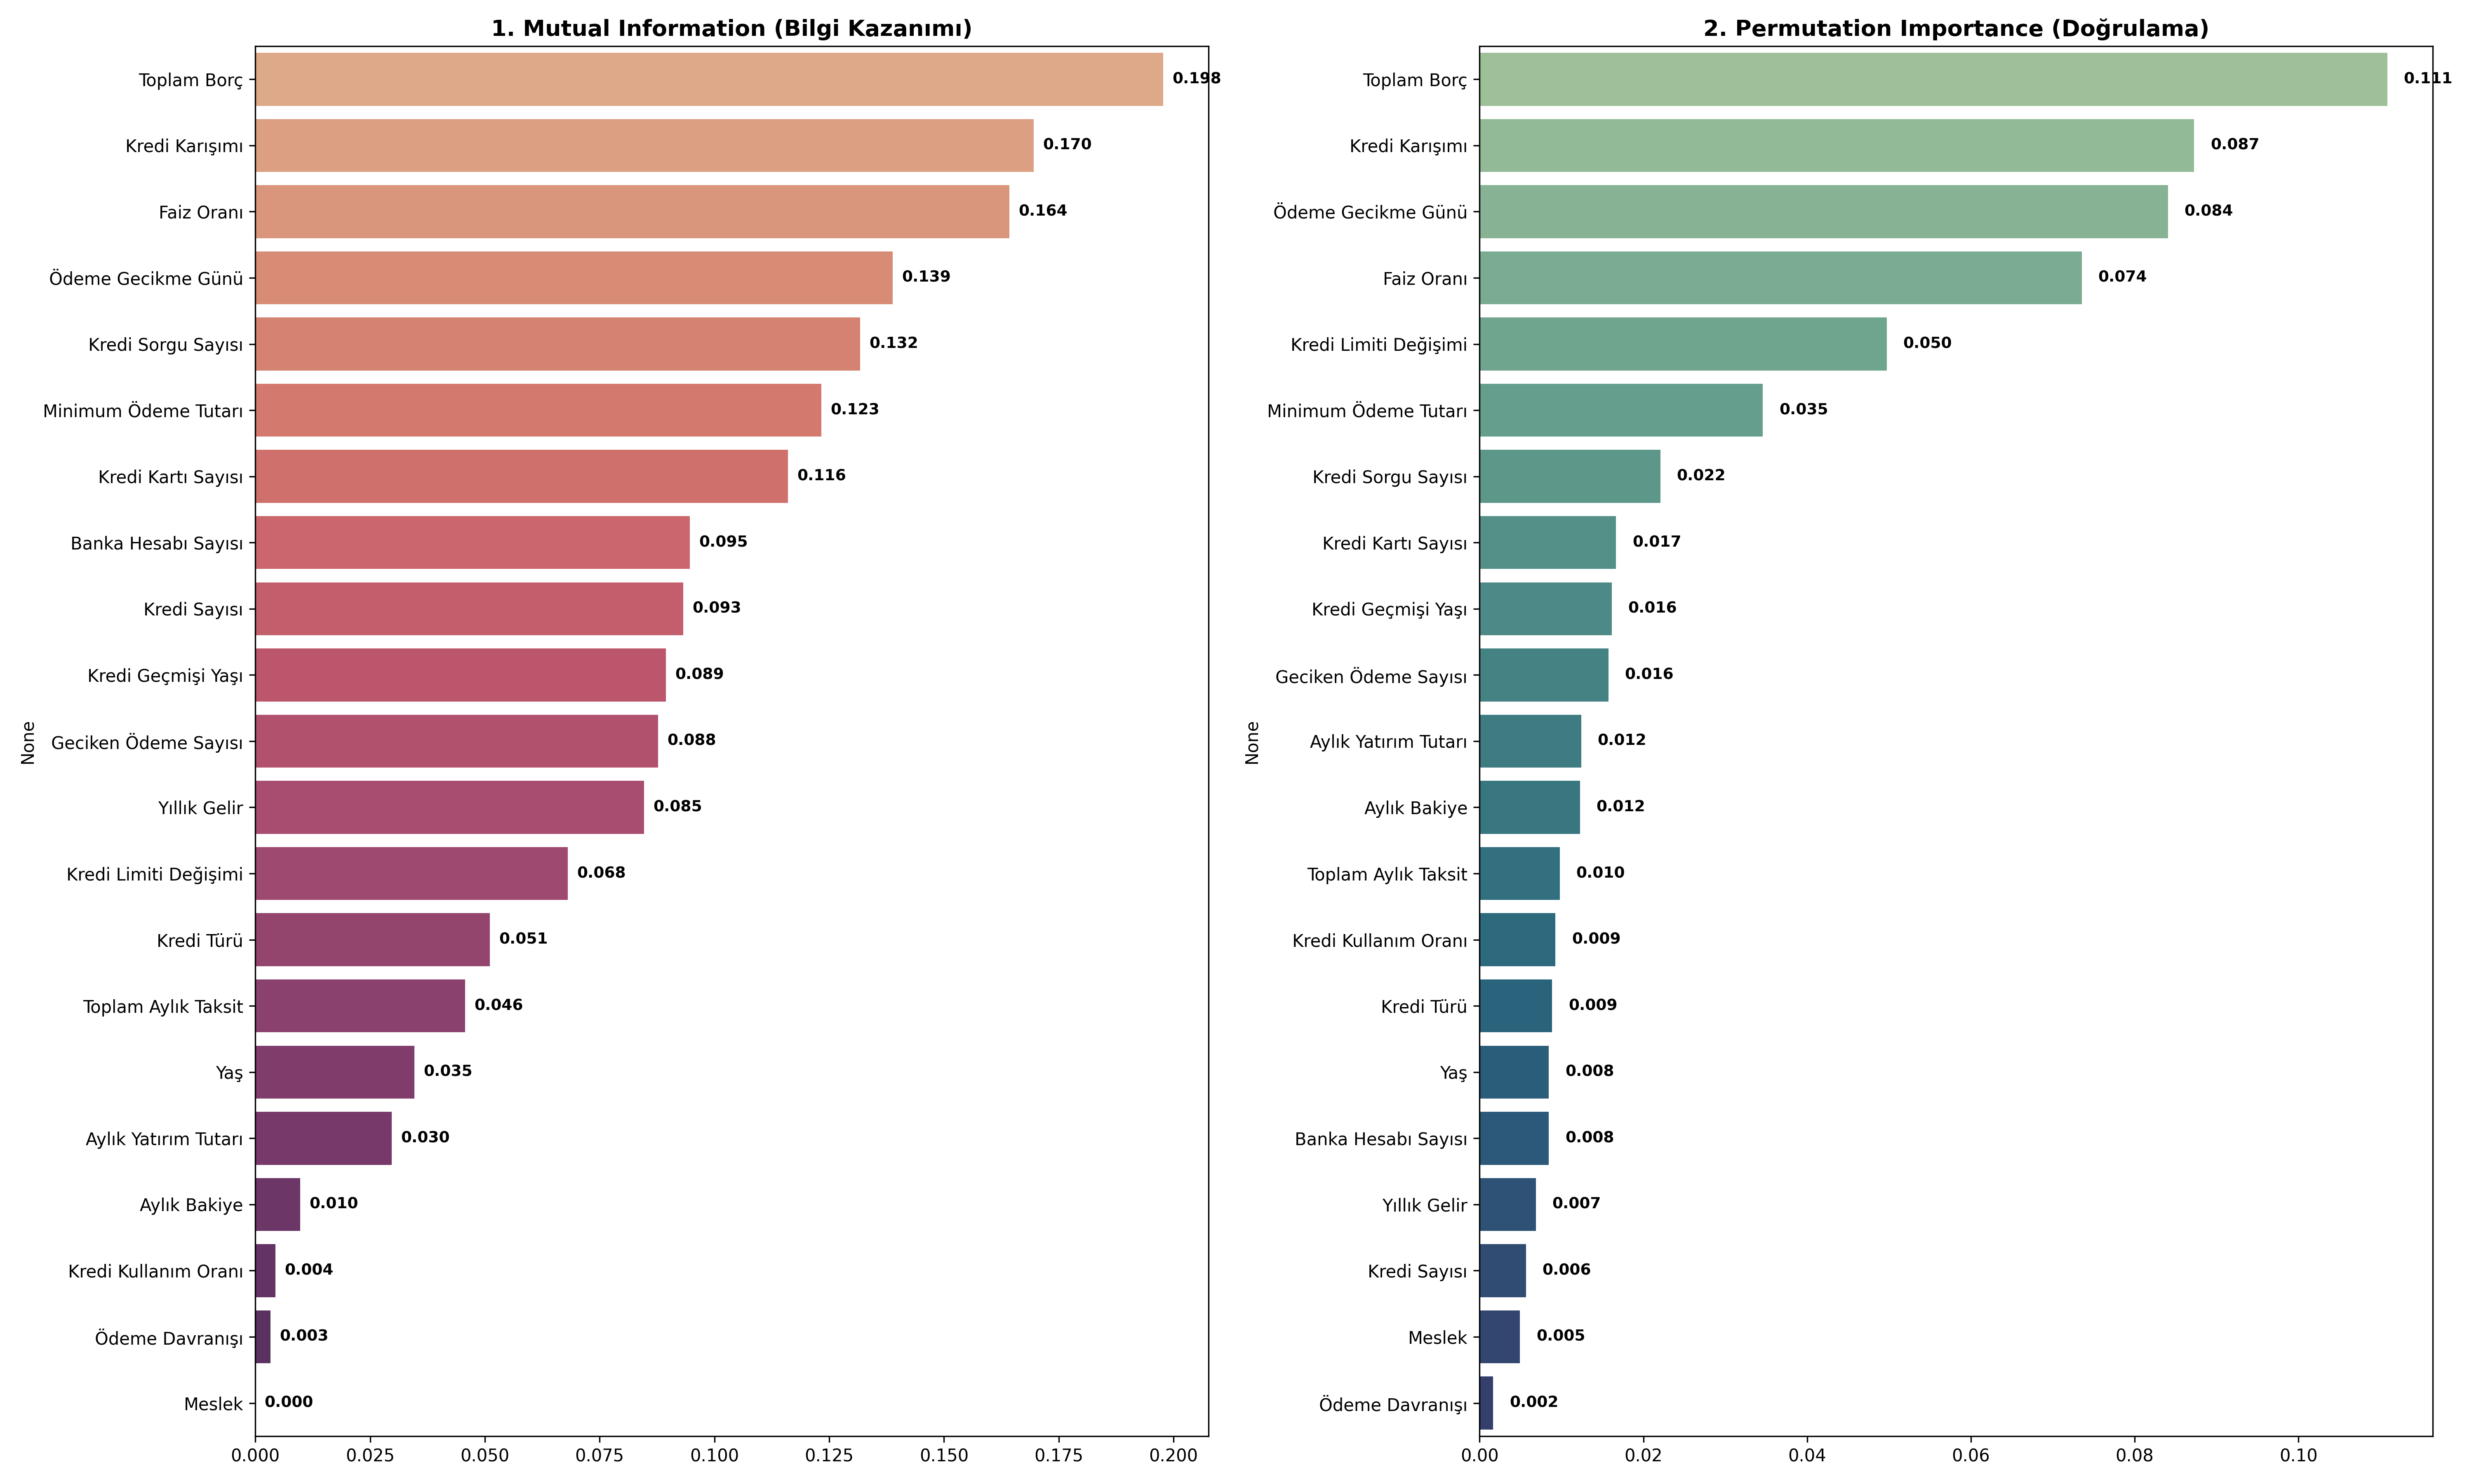 1. Mutual Information (Bilgi Kazanımı)
Toplam Borç 0.198
Kredi Karışımı 0.170
Faiz Oranı 0.164
Ödeme Gecikme Günü 0.139
Kredi Sorgu Sayısı 0.132
Minimum Ödeme Tutarı 0.123
Kredi Kartı Sayısı 0.116
Banka Hesabı Sayısı 0.095
Kredi Sayısı 0.093
Kredi Geçmişi Yaşı 0.089
Geciken Ödeme Sayısı 0.088
None
Yıllık Gelir 0.085
Kredi Limiti Değişimi 0.068
Kredi Türü 0.051
Toplam Aylık Taksit 0.046
Yaş 0.035
Aylık Yatırım Tutarı 0.030
Aylık Bakiye 0.010
Kredi Kullanım Oranı 0.004
Ödeme Davranışı 0.003
Meslek 0.000
0.000 0.025 0.050 0.075 0.100 0.125 0.150 0.175 0.200
2. Permutation Importance (Doğrulama)
Toplam Borç 0.111
Kredi Karışımı 0.087
Ödeme Gecikme Günü 0.084
Faiz Oranı 0.074
Kredi Limiti Değişimi 0.050
Minimum Ödeme Tutarı 0.035
Kredi Sorgu Sayısı 0.022
Kredi Kartı Sayısı 0.017
Kredi Geçmişi Yaşı 0.016
Geciken Ödeme Sayısı 0.016
Aylık Yatırım Tutarı 0.012
None
Aylık Bakiye 0.012
Toplam Aylık Taksit 0.010
Kredi Kullanım Oranı 0.009
Kredi Türü 0.009
Yaş 0.008
Banka Hesabı Sayısı 0.008
Yıllık Gelir 0.007
Kredi Sayısı 0.006
Meslek 0.005
Ödeme Davranışı 0.002
0.00 0.02 0.04 0.06 0.08 0.10